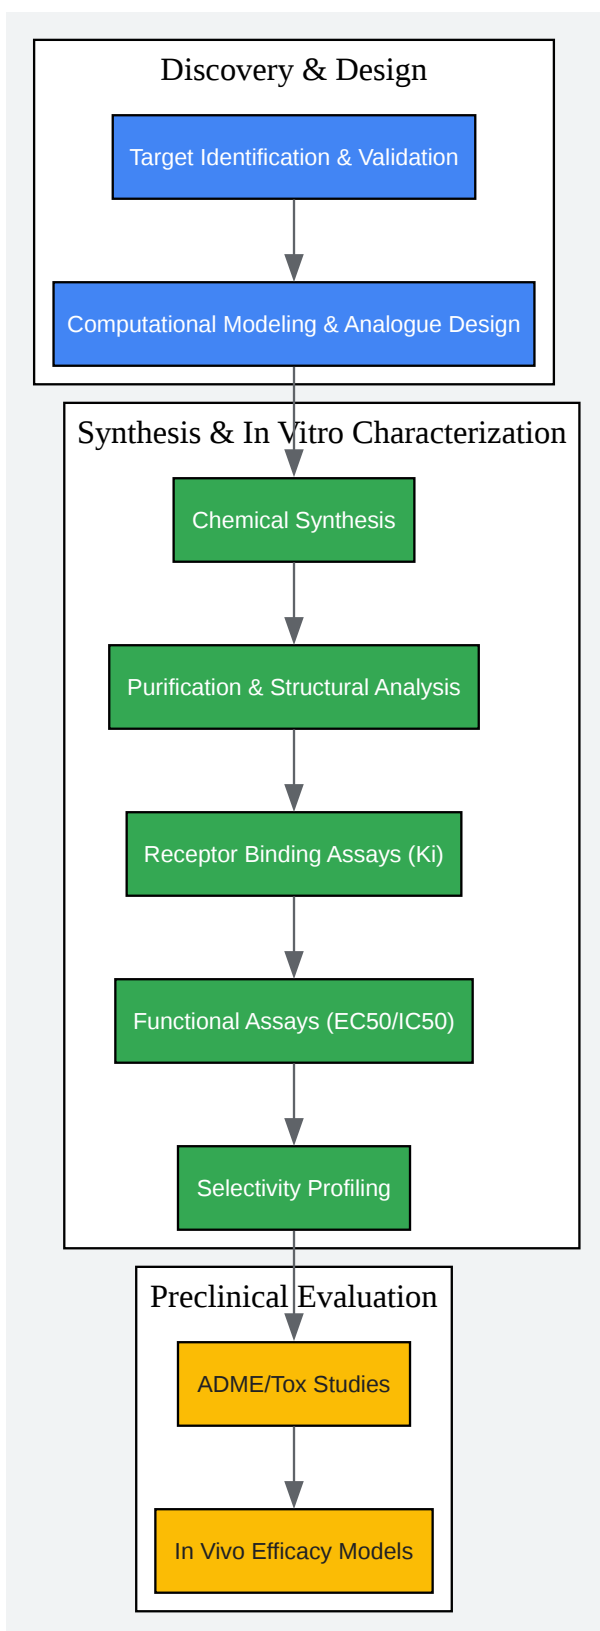 Discovery & Design
Target Identification & Validation
Computational Modeling & Analogue Design
Synthesis & In Vitro Characterization
Chemical Synthesis
Purification & Structural Analysis
Receptor Binding Assays (Ki)
Functional Assays (EC50/IC50)
Selectivity Profiling
Preclinical Evaluation
ADME/Tox Studies
In Vivo Efficacy Models